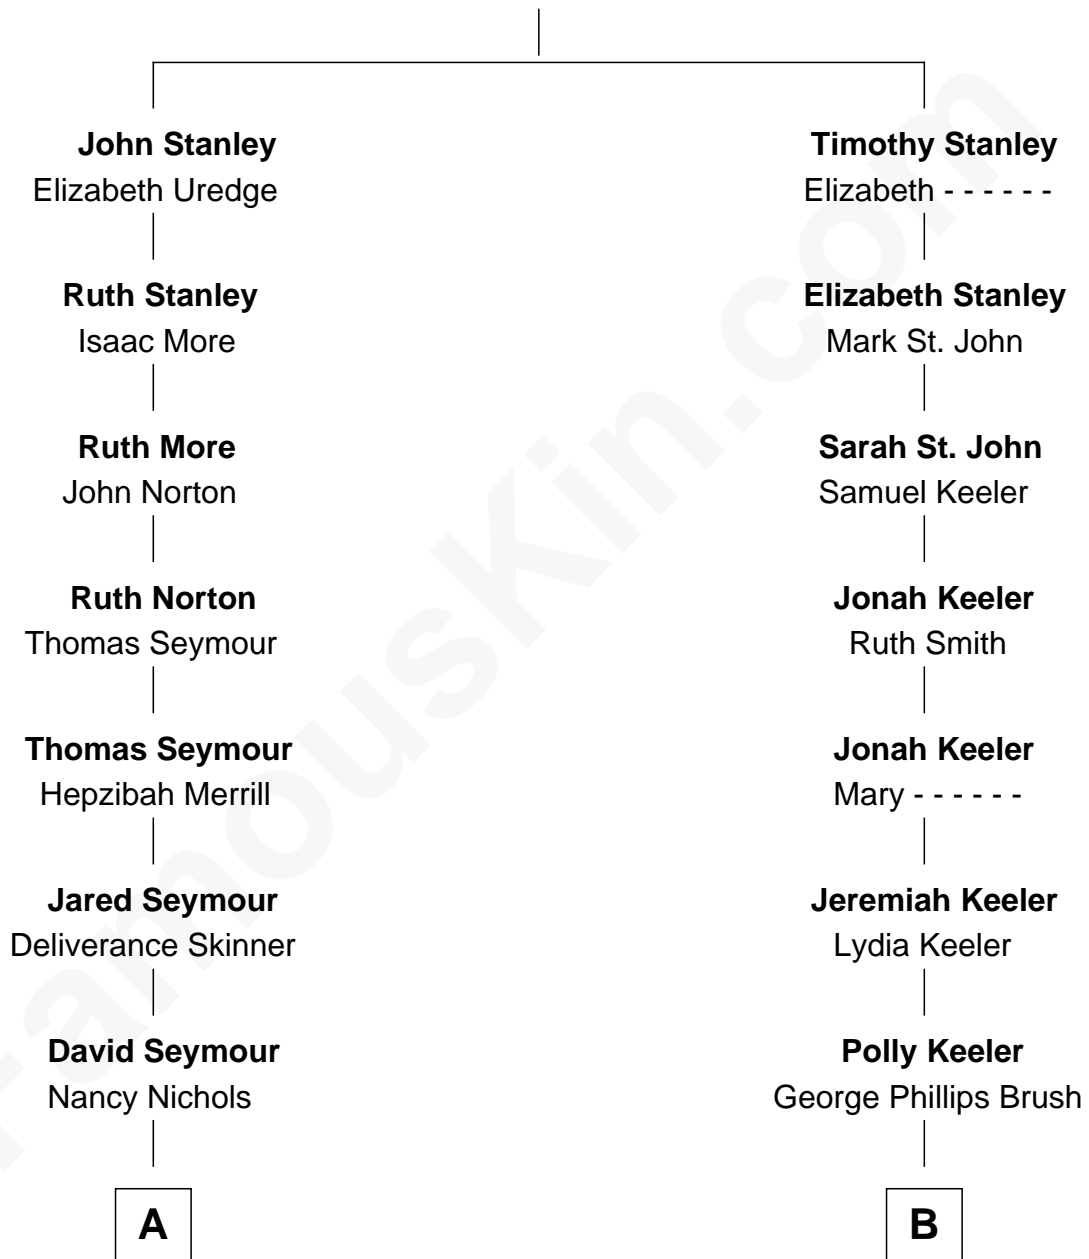 John Stanley
Elizabeth Uredge
Ruth Stanley
Isaac More
Ruth More
John Norton
Ruth Norton
Thomas Seymour
Thomas Seymour
Hepzibah Merrill
Jared Seymour
Deliverance Skinner
David Seymour
Nancy Nichols
A
Timothy Stanley
Elizabeth - - - - - -
Elizabeth Stanley
Mark St. John
Sarah St. John
Samuel Keeler
Jonah Keeler
Ruth Smith
Jonah Keeler
Mary - - - - - -
Jeremiah Keeler
Lydia Keeler
Polly Keeler
George Phillips Brush
B
FamousKin.com